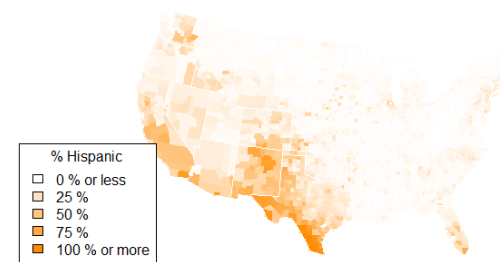 % Hispanic
0 % or less
25 %
50 %
75 %
100 % or more